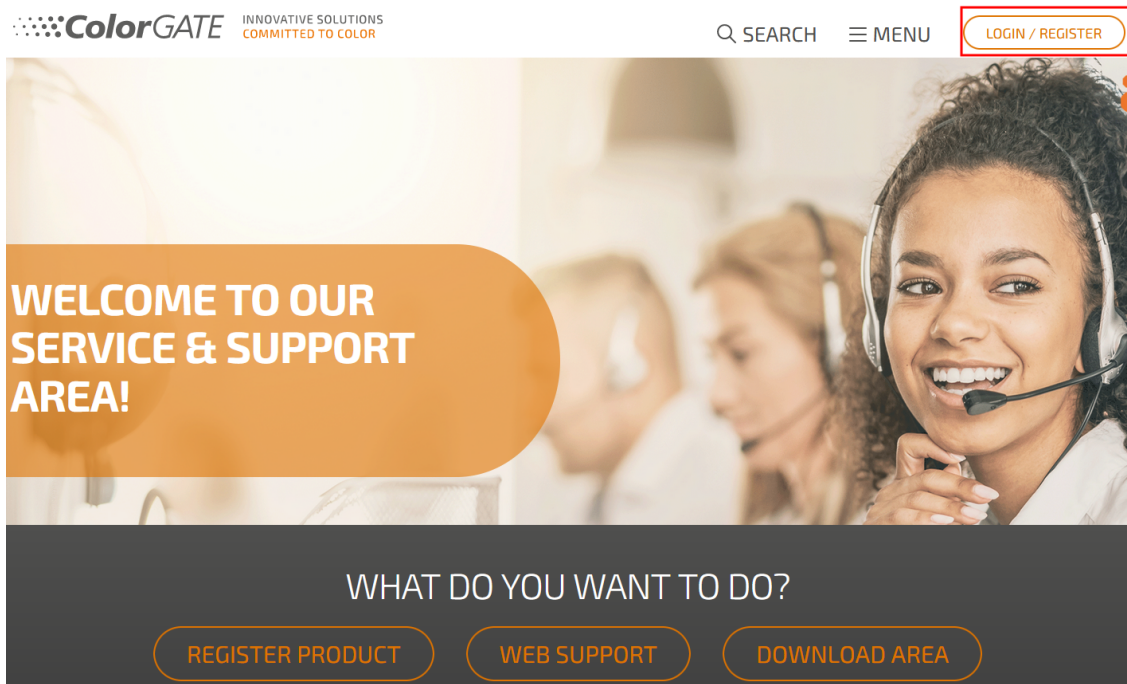 ColorGATE
INNOVATIVE SOLUTIONS
COMMITTED TO COLOR
SEARCH
MENU
LOGIN / REGISTER
WELCOME TO OUR
SERVICE & SUPPORT
AREA!
WHAT DO YOU WANT TO DO?
REGISTER PRODUCT
WEB SUPPORT
DOWNLOAD AREA